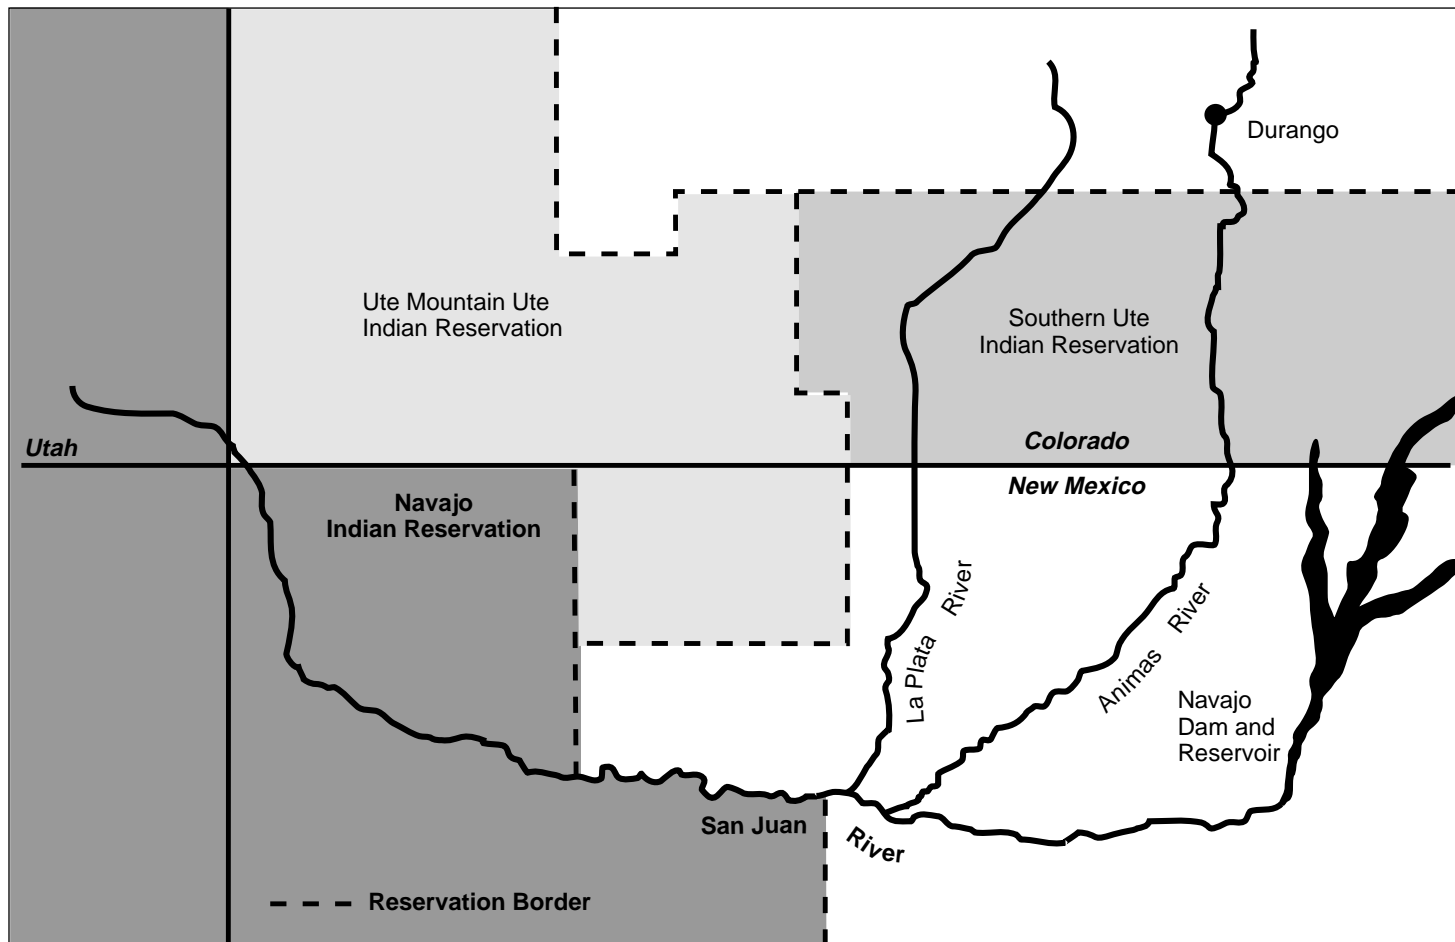 Durango
Ute Mountain Ute
Indian Reservation
Southern Ute
Indian Reservation
Utah
Colorado
New Mexico
Navajo
Indian Reservation
La Plata River
Animas River
Navajo
Dam and
Reservoir
San Juan River
Reservation Border